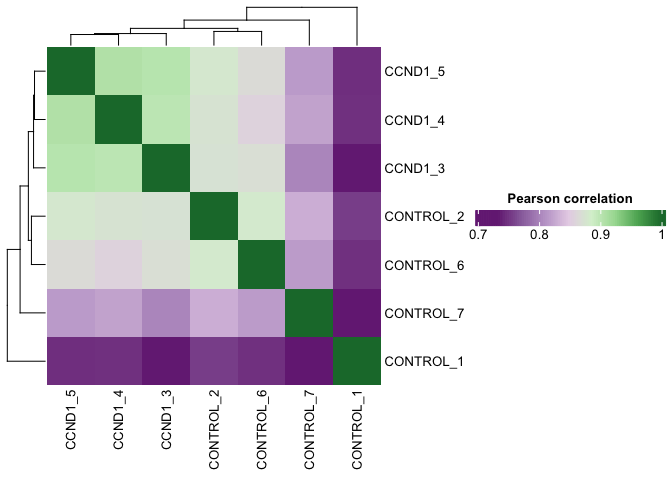 CCND1_5
CCND1_4
CCND1_3
CONTROL_2
CONTROL_6
CONTROL_7
CONTROL_1
Pearson correlation
0.7 0.8 0.9 1
CCND1_5
CCND1_4
CCND1_3
CONTROL_2
CONTROL_6
CONTROL_7
CONTROL_1